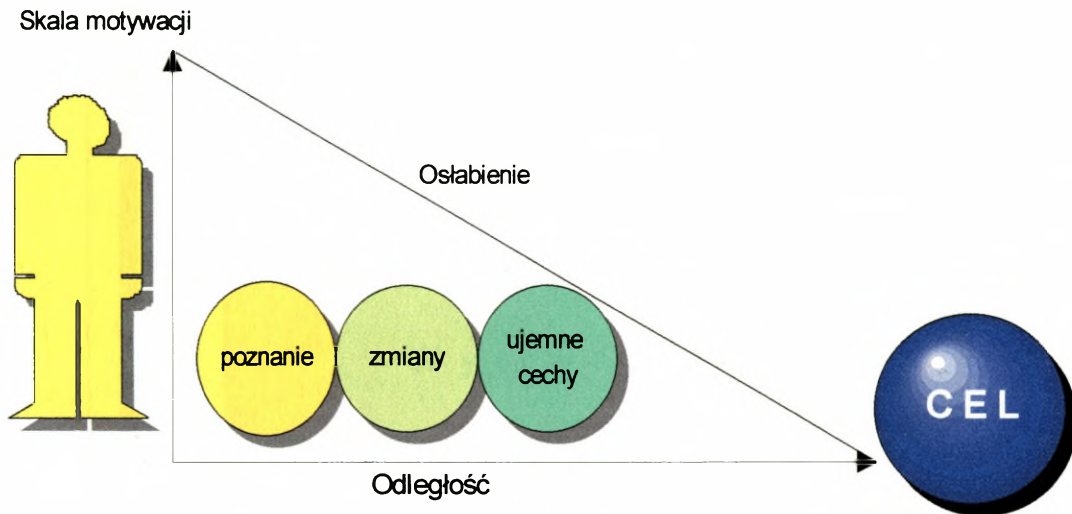 Skala motywacji
Osłabienie
poznanie
zmiany
ujemne
cechy
CEL
Odległość